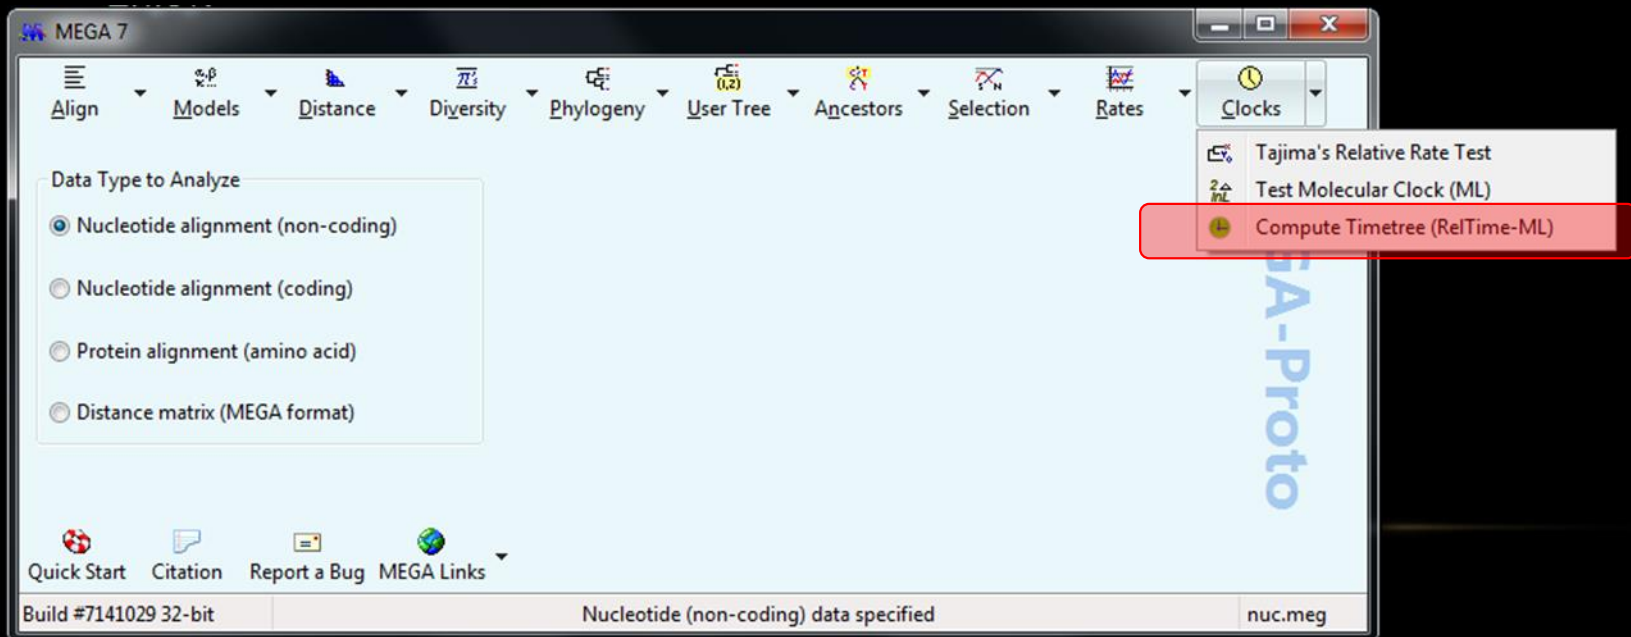 MEGA 7
Align
Models
Distance
Diversity
Phylogeny
User Tree
Ancestors
Selection
Rates
Clocks
Tajima's Relative Rate Test
Test Molecular Clock (ML)
Compute Timetree (RelTime-ML)
Data Type to Analyze
Nucleotide alignment (non-coding)
Nucleotide alignment (coding)
Protein alignment (amino acid)
Distance matrix (MEGA format)
GA-Proto
Quick Start
Citation
Report a Bug
MEGA Links
Build #7141029 32-bit
Nucleotide (non-coding) data specified
nuc.meg